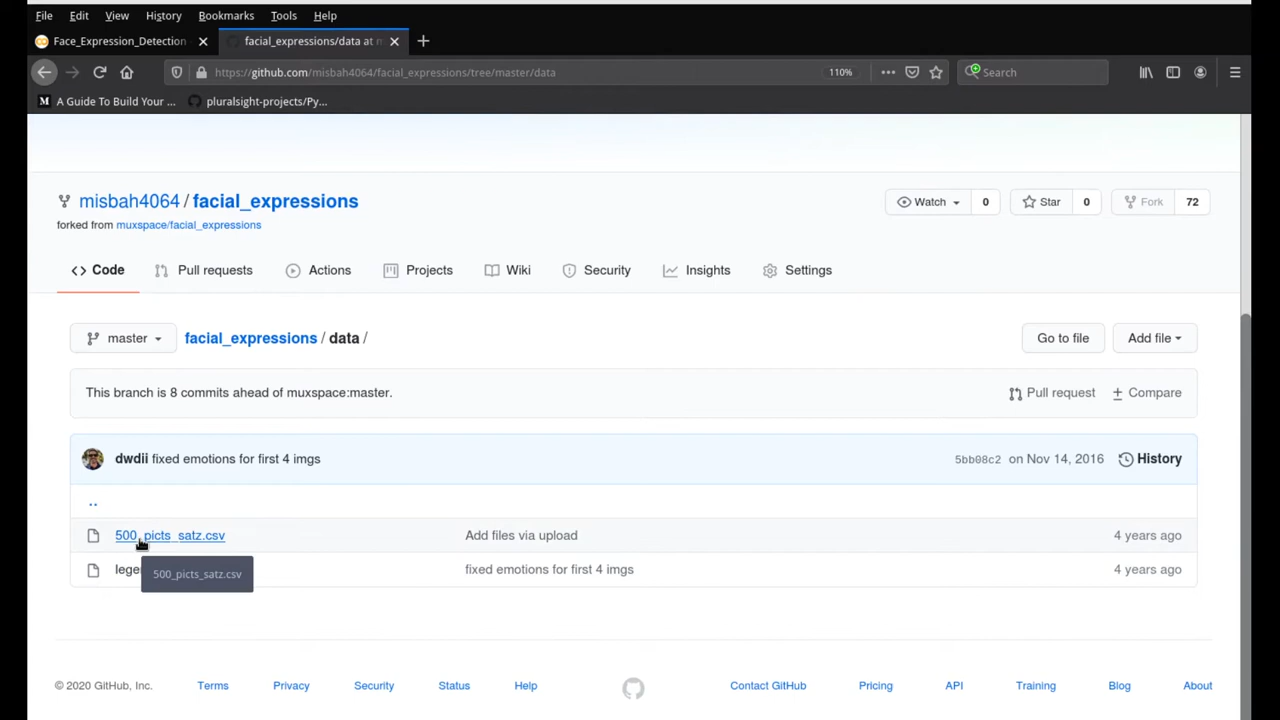 File Edit View History Bookmarks Tools Help
Face_Expression_Detection facial_expressions/data at m
https://github.com/misbah4064/facial_expressions/tree/master/data 110% Search
A Guide To Build Your ... pluralsight-projects/Py...
misbah4064 / facial_expressions Watch 0 Star 0 Fork 72
forked from muxspace/facial_expressions
Code Pull requests Actions Projects Wiki Security Insights Settings
master facial_expressions / data / Go to file Add file
This branch is 8 commits ahead of muxspace:master. Pull request Compare
dwdii fixed emotions for first 4 imgs 5bb08c2 on Nov 14, 2016 History
..
500_picts_satz.csv Add files via upload 4 years ago
fixed emotions for first 4 imgs 4 years ago
500_picts_satz.csv
© 2020 GitHub, Inc. Terms Privacy Security Status Help Contact GitHub Pricing API Training Blog About